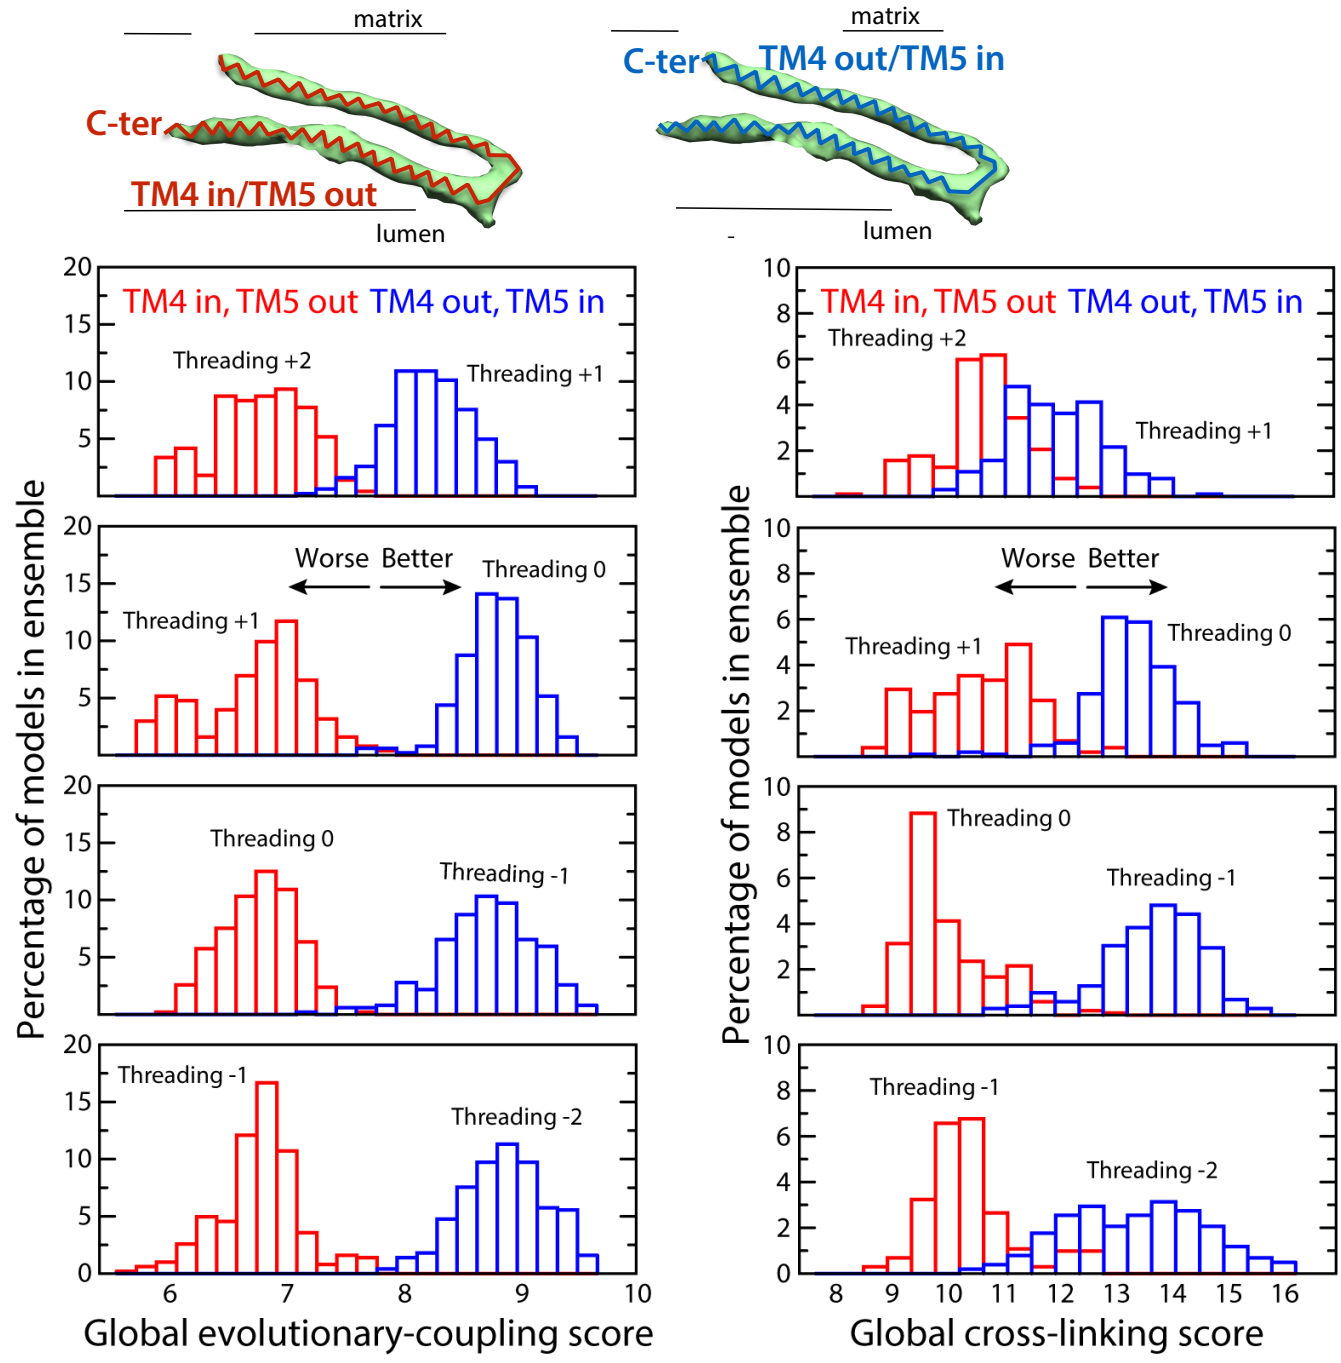 matrix
C-ter
TM4 in/TM5 out
lumen
matrix
C-ter
TM4 out/TM5 in
lumen
-
Percentage of models in ensemble
20
15
10
5
TM4 in, TM5 out
TM4 out, TM5 in
Threading +2
Threading +1
20
15
10
5
Worse
Better
Threading +1
Threading 0
20
15
10
5
Threading 0
Threading -1
20
15
10
5
0
Threading -1
Threading -2
6 7 8 9 10
Global evolutionary-coupling score
Percentage of models in ensemble
10
8
6
4
2
TM4 in, TM5 out
TM4 out, TM5 in
Threading +2
Threading +1
10
8
6
4
2
Worse
Better
Threading +1
Threading 0
10
8
6
4
2
Threading 0
Threading -1
10
8
6
4
2
0
Threading -1
Threading -2
8 9 10 11 12 13 14 15 16
Global cross-linking score